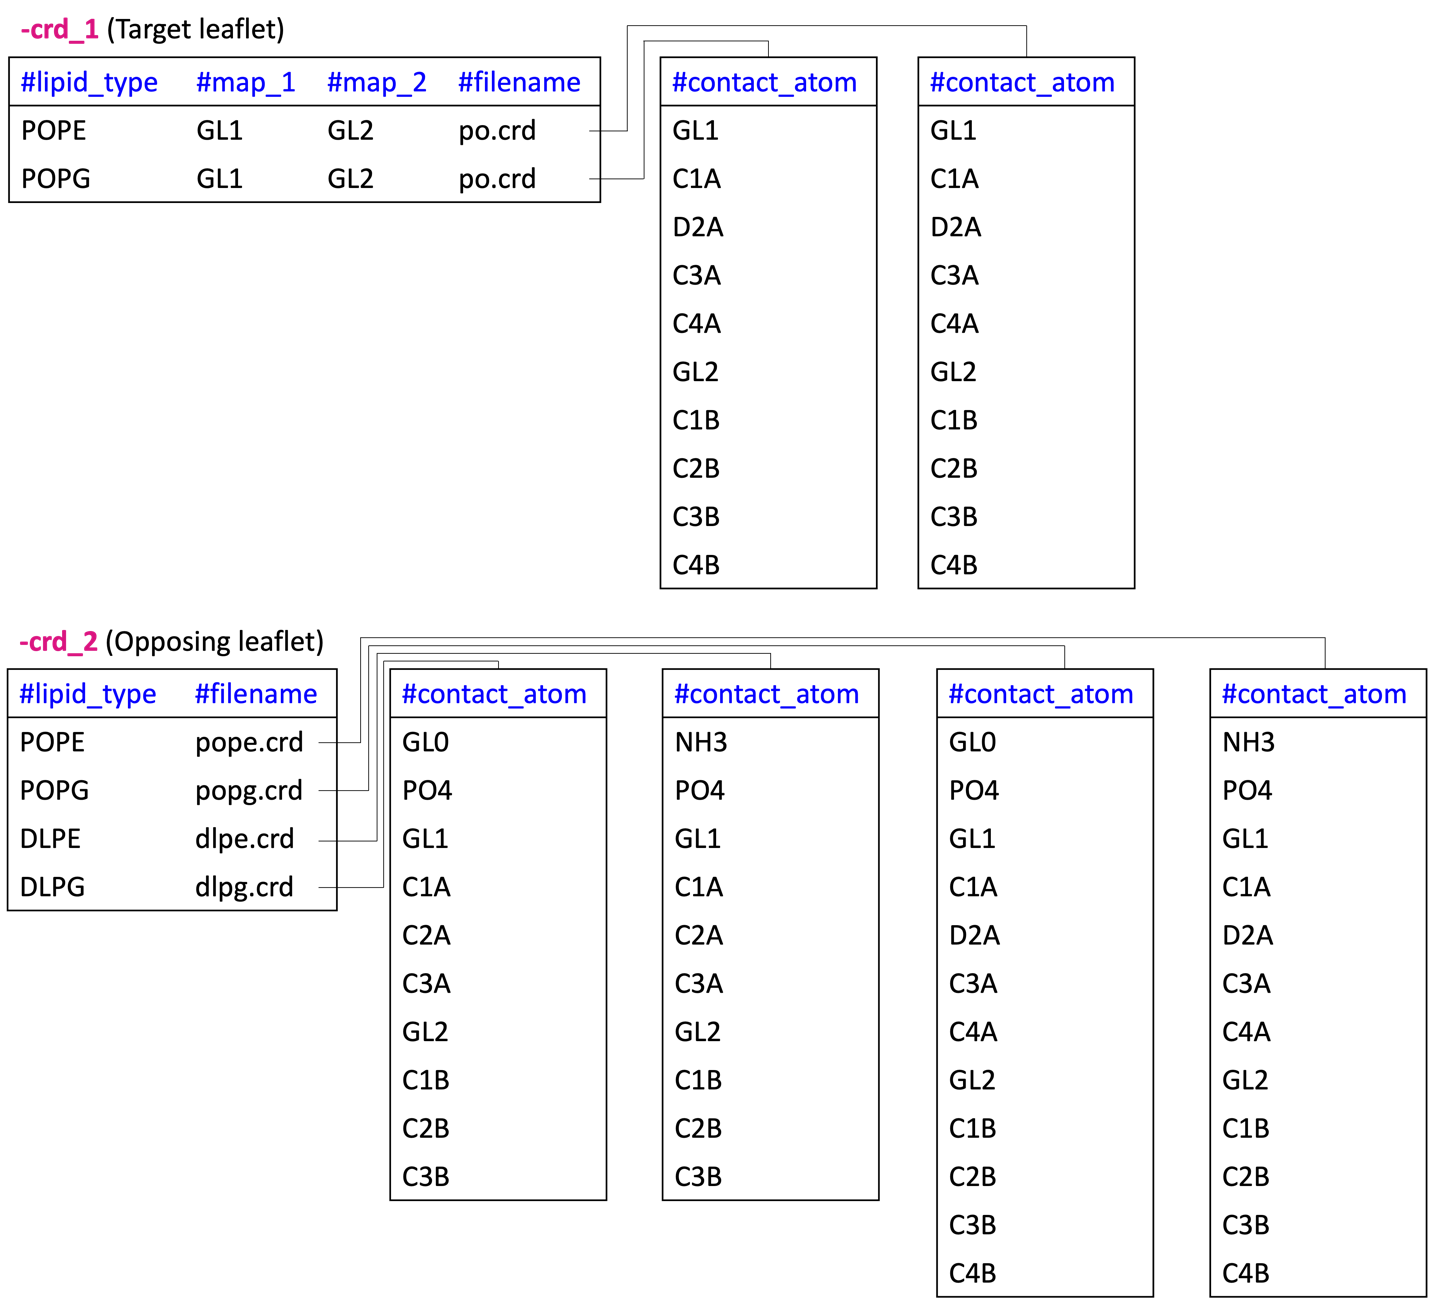 -crd_1 (Target leaflet)
#lipid_type #map_1 #map_2 #filename
POPE GL1 GL2 po.crd
POPG GL1 GL2 po.crd
#contact_atom
GL1
C1A
D2A
C3A
C4A
GL2
C1B
C2B
C3B
C4B
#contact_atom
GL1
C1A
D2A
C3A
C4A
GL2
C1B
C2B
C3B
C4B
-crd_2 (Opposing leaflet)
#lipid_type #filename
POPE pope.crd
POPG popg.crd
DLPE dlpe.crd
DLPG dlpg.crd
#contact_atom
GL0
PO4
GL1
C1A
C2A
C3A
GL2
C1B
C2B
C3B
#contact_atom
NH3
PO4
GL1
C1A
C2A
C3A
GL2
C1B
C2B
C3B
#contact_atom
GL0
PO4
GL1
C1A
D2A
C3A
C4A
GL2
C1B
C2B
C3B
C4B
#contact_atom
NH3
PO4
GL1
C1A
D2A
C3A
C4A
GL2
C1B
C2B
C3B
C4B